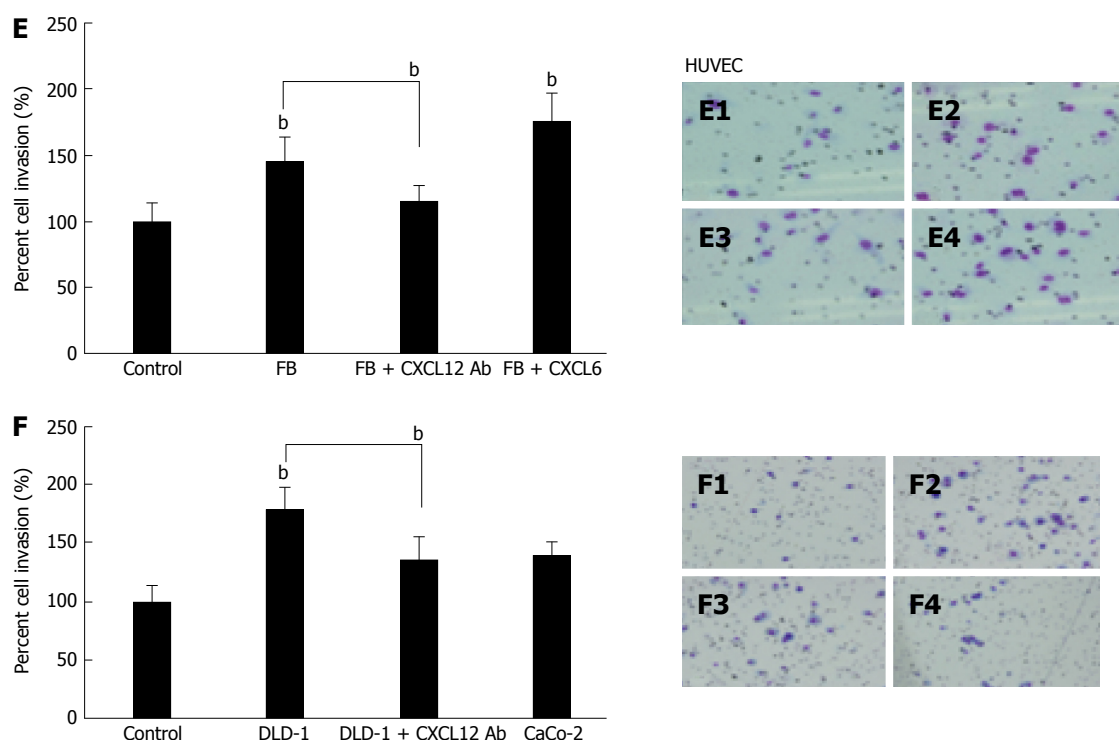 E
Percent cell invasion (%)
250
200
150
100
50
0
b
b
b
Control FB FB + CXCL12 Ab FB + CXCL6
HUVEC
E1 E2
E3 E4
F
Percent cell invasion (%)
250
200
150
100
50
0
b
b
Control DLD-1 DLD-1 + CXCL12 Ab CaCo-2
F1 F2
F3 F4